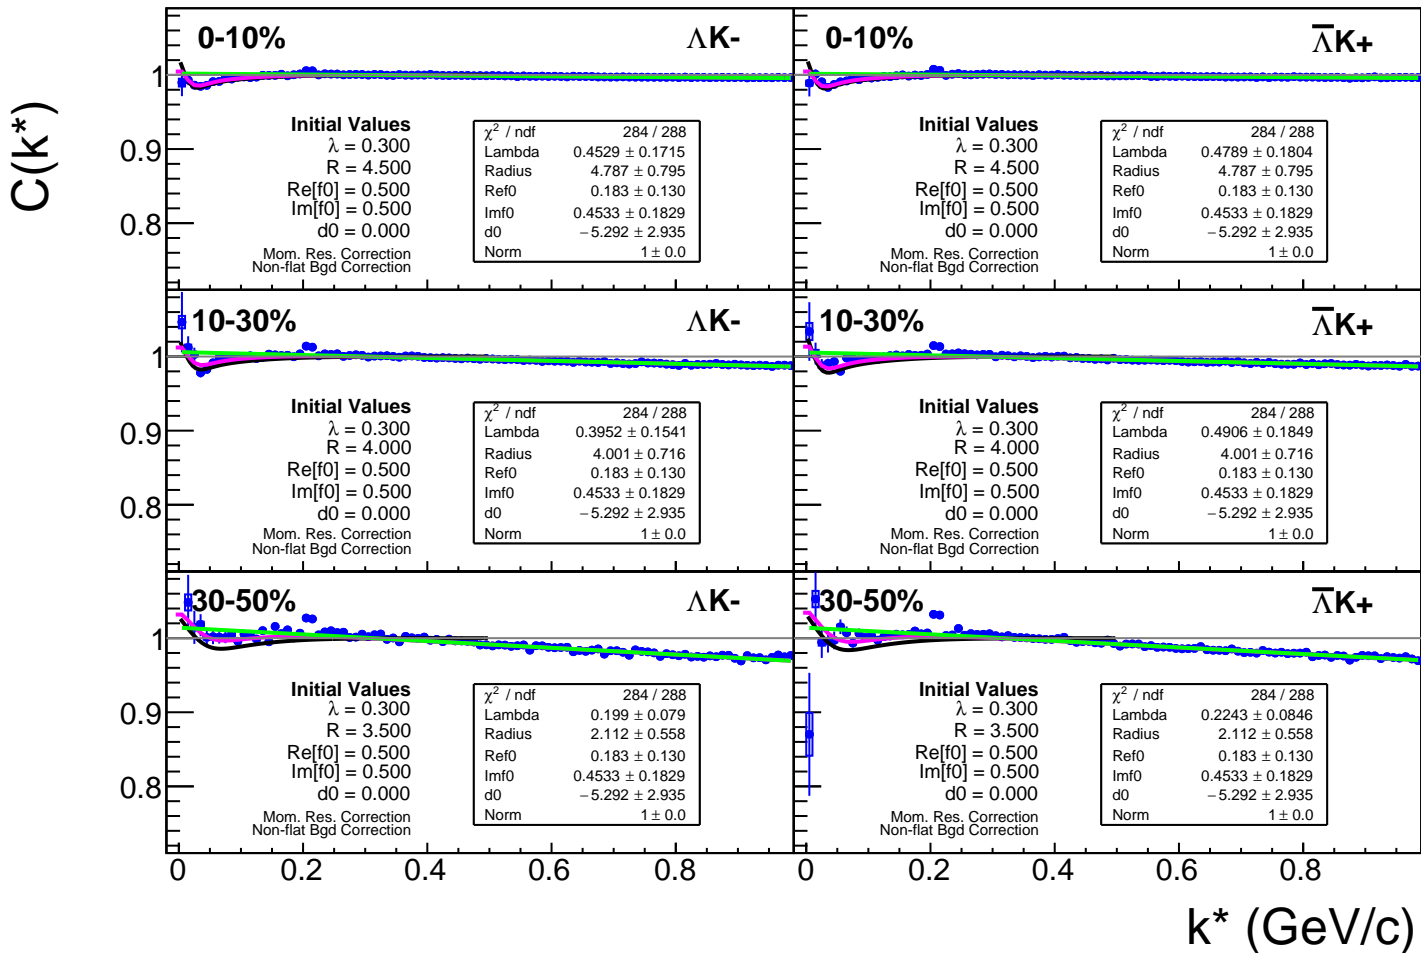 C(k*)
0-10%
ΛK-
1
0.9
0.8
Initial Values
λ = 0.300
R = 4.500
Re[f0] = 0.500
Im[f0] = 0.500
d0 = 0.000
Mom. Res. Correction
Non-flat Bgd Correction
χ² / ndf 284 / 288
Lambda 0.4529 ± 0.1715
Radius 4.787 ± 0.795
Ref0 0.183 ± 0.130
Imf0 0.4533 ± 0.1829
d0 −5.292 ± 2.935
Norm 1 ± 0.0
0-10%
Λ̅K+
Initial Values
λ = 0.300
R = 4.500
Re[f0] = 0.500
Im[f0] = 0.500
d0 = 0.000
Mom. Res. Correction
Non-flat Bgd Correction
χ² / ndf 284 / 288
Lambda 0.4789 ± 0.1804
Radius 4.787 ± 0.795
Ref0 0.183 ± 0.130
Imf0 0.4533 ± 0.1829
d0 −5.292 ± 2.935
Norm 1 ± 0.0
10-30%
ΛK-
1
0.9
0.8
Initial Values
λ = 0.300
R = 4.000
Re[f0] = 0.500
Im[f0] = 0.500
d0 = 0.000
Mom. Res. Correction
Non-flat Bgd Correction
χ² / ndf 284 / 288
Lambda 0.3952 ± 0.1541
Radius 4.001 ± 0.716
Ref0 0.183 ± 0.130
Imf0 0.4533 ± 0.1829
d0 −5.292 ± 2.935
Norm 1 ± 0.0
10-30%
Λ̅K+
Initial Values
λ = 0.300
R = 4.000
Re[f0] = 0.500
Im[f0] = 0.500
d0 = 0.000
Mom. Res. Correction
Non-flat Bgd Correction
χ² / ndf 284 / 288
Lambda 0.4906 ± 0.1849
Radius 4.001 ± 0.716
Ref0 0.183 ± 0.130
Imf0 0.4533 ± 0.1829
d0 −5.292 ± 2.935
Norm 1 ± 0.0
30-50%
ΛK-
1
0.9
0.8
Initial Values
λ = 0.300
R = 3.500
Re[f0] = 0.500
Im[f0] = 0.500
d0 = 0.000
Mom. Res. Correction
Non-flat Bgd Correction
χ² / ndf 284 / 288
Lambda 0.199 ± 0.079
Radius 2.112 ± 0.558
Ref0 0.183 ± 0.130
Imf0 0.4533 ± 0.1829
d0 −5.292 ± 2.935
Norm 1 ± 0.0
30-50%
Λ̅K+
Initial Values
λ = 0.300
R = 3.500
Re[f0] = 0.500
Im[f0] = 0.500
d0 = 0.000
Mom. Res. Correction
Non-flat Bgd Correction
χ² / ndf 284 / 288
Lambda 0.2243 ± 0.0846
Radius 2.112 ± 0.558
Ref0 0.183 ± 0.130
Imf0 0.4533 ± 0.1829
d0 −5.292 ± 2.935
Norm 1 ± 0.0
0 0.2 0.4 0.6 0.8 0 0.2 0.4 0.6 0.8
k* (GeV/c)